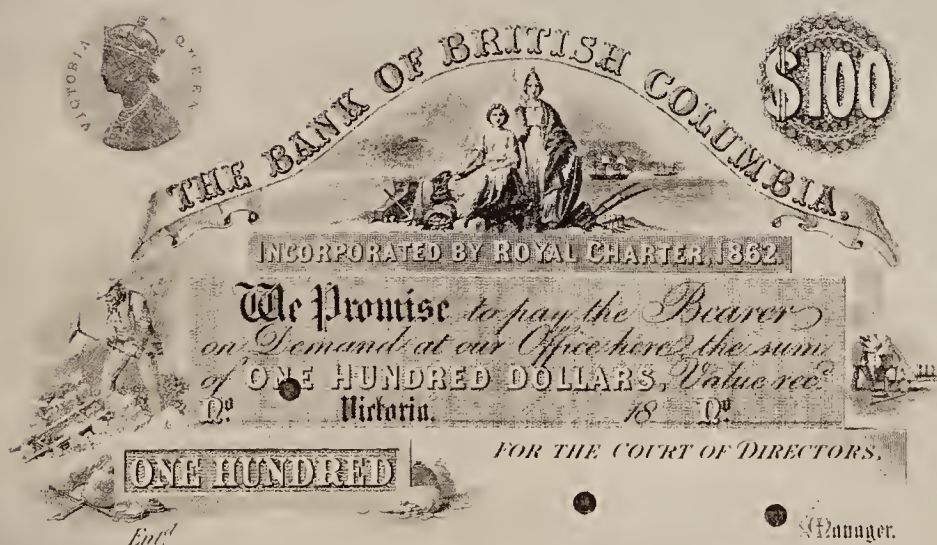 VICTORIA QUEEN
$100
THE BANK OF BRITISH COLUMBIA.
INCORPORATED BY ROYAL CHARTER, 1862.
We Promise to pay the Bearer
on Demand at our Office here, the sum
of ONE HUNDRED DOLLARS, Value rec.d
No. Victoria. 18 No.
ONE HUNDRED
FOR THE COURT OF DIRECTORS.
Ent.d
Manager.